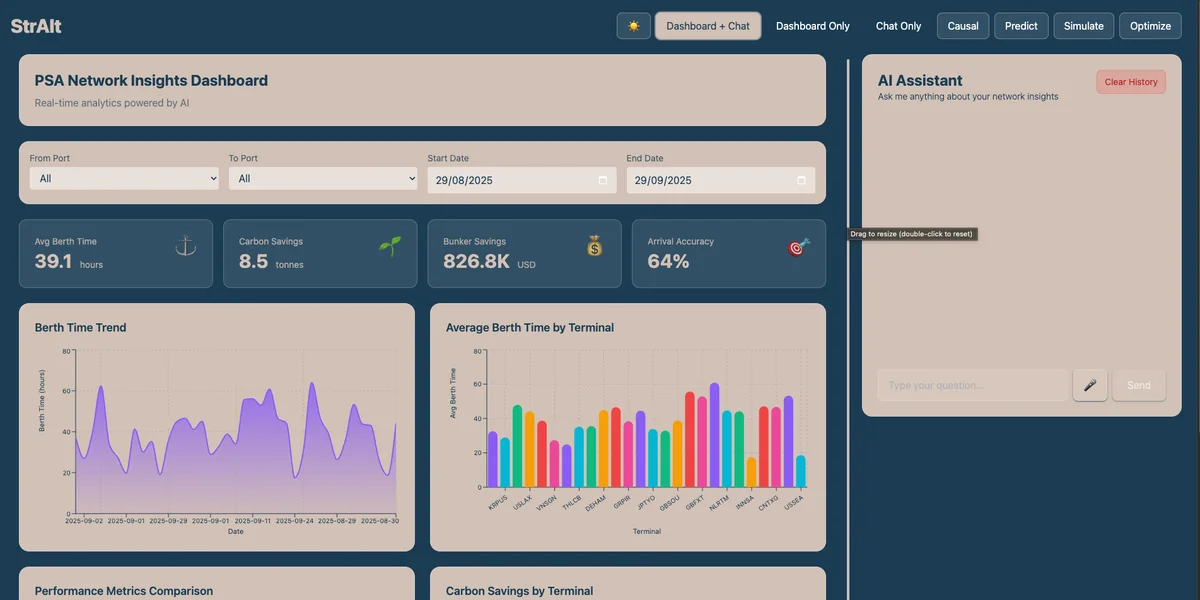 StrAIt
Dashboard + Chat
Dashboard Only
Chat Only
Causal
Predict
Simulate
Optimize
PSA Network Insights Dashboard
Real-time analytics powered by AI
From Port
To Port
Start Date
End Date
All
All
29/08/2025
29/09/2025
Avg Berth Time
39.1 hours
Carbon Savings
8.5 tonnes
Bunker Savings
826.8K USD
Arrival Accuracy
64%
Berth Time Trend
80
60
40
20
0
Berth Time (hours)
2025-09-02 2025-09-01 2025-09-29 2025-09-01 2025-09-11 2025-09-24 2025-08-29 2025-08-30
Date
Average Berth Time by Terminal
80
60
40
20
0
Avg Berth Time
KRPUS USLAX VNSGN THLCB DEHAM GRPIR JPTYO GBSOU GBFXT NLRTM INNSA CNTXG USSEA
Terminal
Performance Metrics Comparison
Carbon Savings by Terminal
AI Assistant
Clear History
Ask me anything about your network insights
Drag to resize (double-click to reset)
Type your question...
Send